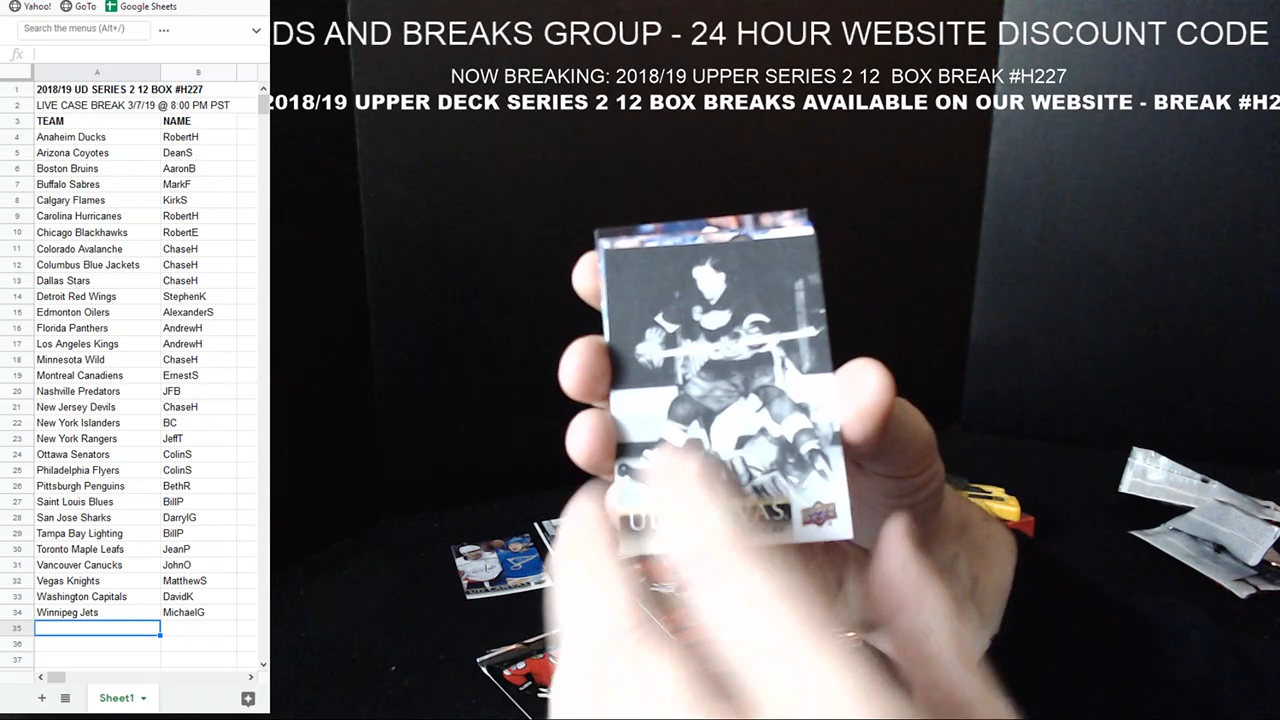 Yahoo! GoTo Google Sheets
Search the menus (Alt+/)
fx
A B
1 2018/19 UD SERIES 2 12 BOX #H227
2 LIVE CASE BREAK 3/7/19 @ 8:00 PM PST
3 TEAM NAME
4 Anaheim Ducks RobertH
5 Arizona Coyotes DeanS
6 Boston Bruins AaronB
7 Buffalo Sabres MarkF
8 Calgary Flames KirkS
9 Carolina Hurricanes RobertH
10 Chicago Blackhawks RobertE
11 Colorado Avalanche ChaseH
12 Columbus Blue Jackets ChaseH
13 Dallas Stars ChaseH
14 Detroit Red Wings StephenK
15 Edmonton Oilers AlexanderS
16 Florida Panthers AndrewH
17 Los Angeles Kings AndrewH
18 Minnesota Wild ChaseH
19 Montreal Canadiens ErnestS
20 Nashville Predators JFB
21 New Jersey Devils ChaseH
22 New York Islanders BC
23 New York Rangers JeffT
24 Ottawa Senators ColinS
25 Philadelphia Flyers ColinS
26 Pittsburgh Penguins BethR
27 Saint Louis Blues BillP
28 San Jose Sharks DarrylG
29 Tampa Bay Lighting BillP
30 Toronto Maple Leafs JeanP
31 Vancouver Canucks JohnO
32 Vegas Knights MatthewS
33 Washington Capitals DavidK
34 Winnipeg Jets MichaelG
35
36
37
Sheet1
DS AND BREAKS GROUP - 24 HOUR WEBSITE DISCOUNT CODE
NOW BREAKING: 2018/19 UPPER SERIES 2 12 BOX BREAK #H227
2018/19 UPPER DECK SERIES 2 12 BOX BREAKS AVAILABLE ON OUR WEBSITE - BREAK #H2